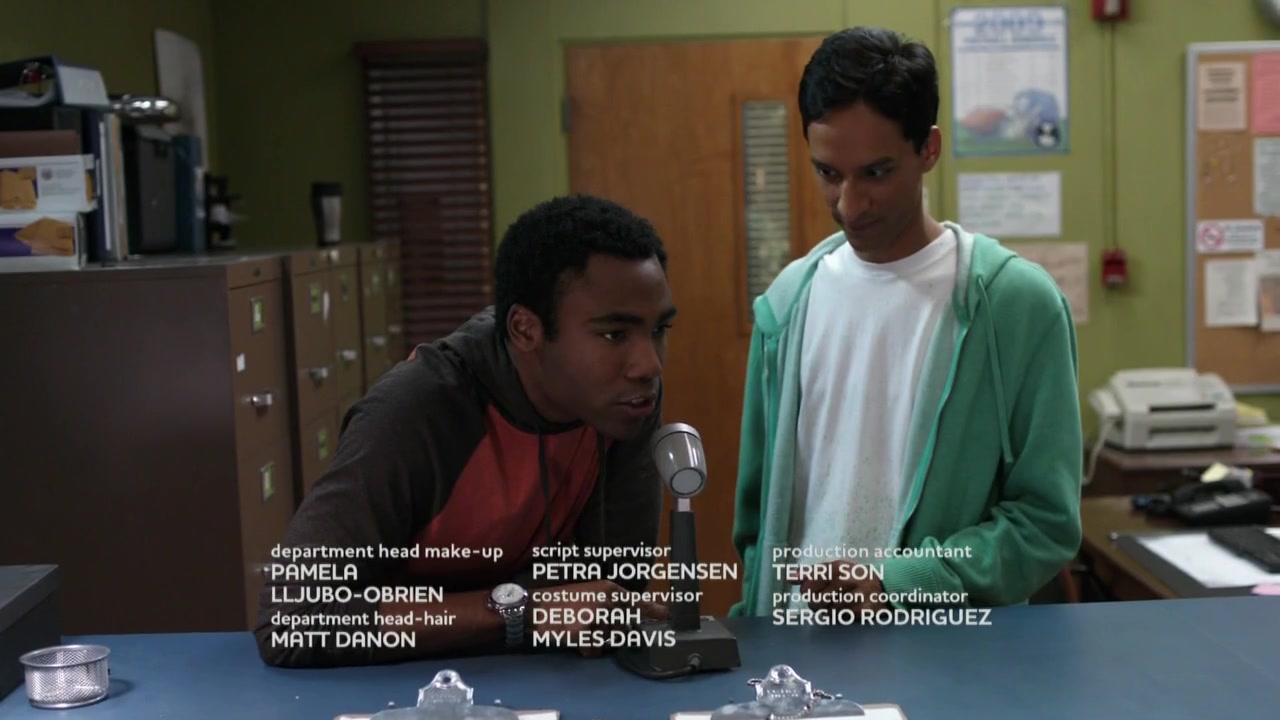 2009
department head make-up
PAMELA
LLJUBO-OBRIEN
department head-hair
MATT DANON
script supervisor
PETRA JORGENSEN
costume supervisor
DEBORAH
MYLES DAVIS
production accountant
TERRI SON
production coordinator
SERGIO RODRIGUEZ